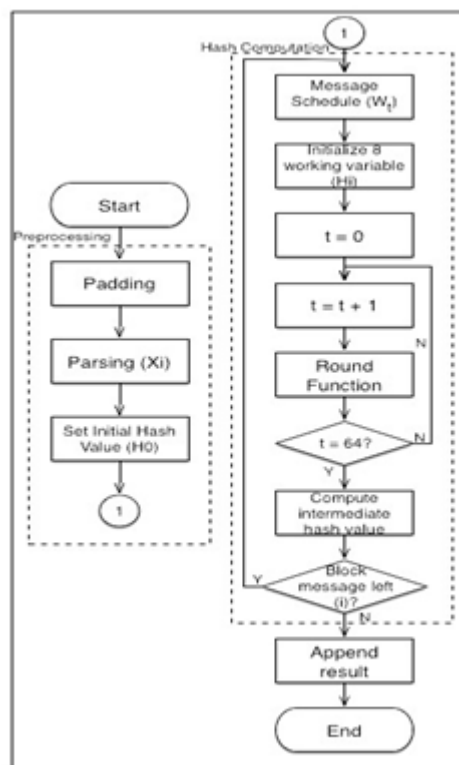 Start
Preprocessing
Padding
Parsing (Xi)
Set Initial Hash
Value (H0)
1
1
Hash Computation
Message
Schedule (Wt)
Initialize 8
working variable
(Hi)
t = 0
t = t + 1
N
Round
Function
t = 64?
N
Y
Compute
intermediate
hash value
Block
message left
(i)?
Y
N
Append
result
End